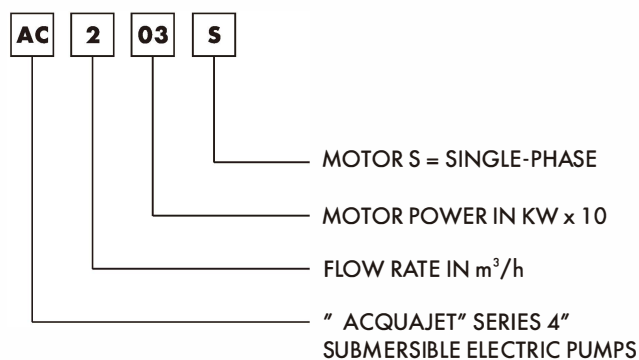 AC 2 03 S
MOTOR S = SINGLE-PHASE
MOTOR POWER IN KW x 10
FLOW RATE IN m³/h
″ ACQUAJET″ SERIES 4″
SUBMERSIBLE ELECTRIC PUMPS